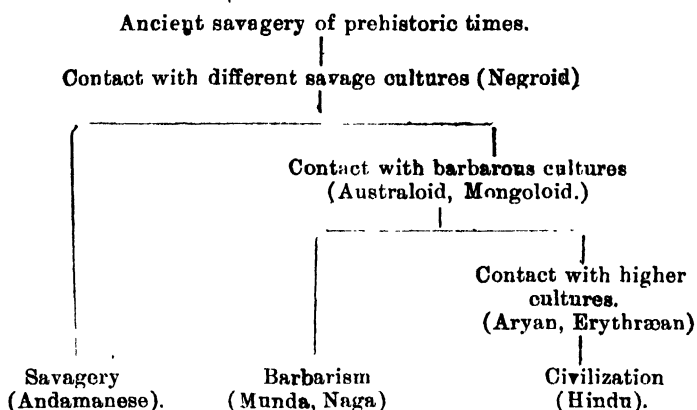 Ancient savagery of prehistoric times.
Contact with different savage cultures (Negroid)
Contact with barbarous cultures
(Australoid, Mongoloid.)
Contact with higher
cultures.
(Aryan, Erythræan)
Savagery
(Andamanese).
Barbarism
(Munda, Naga)
Civilization
(Hindu).